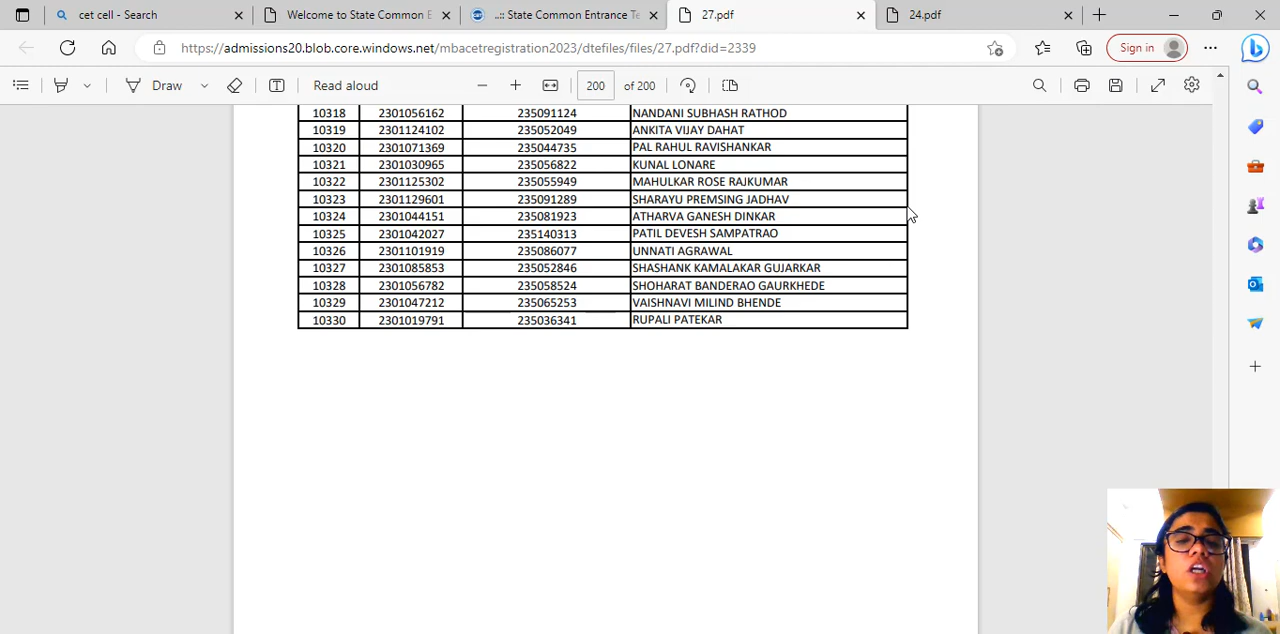 cet cell - Search
Welcome to State Common E
..:: State Common Entrance Te
27.pdf
24.pdf
https://admissions20.blob.core.windows.net/mbacetregistration2023/dtefiles/files/27.pdf?did=2339
Sign in
Draw
Read aloud
200 of 200
10318 2301056162 235091124 NANDANI SUBHASH RATHOD
10319 2301124102 235052049 ANKITA VIJAY DAHAT
10320 2301071369 235044735 PAL RAHUL RAVISHANKAR
10321 2301030965 235056822 KUNAL LONARE
10322 2301125302 235055949 MAHULKAR ROSE RAJKUMAR
10323 2301129601 235091289 SHARAYU PREMSING JADHAV
10324 2301044151 235081923 ATHARVA GANESH DINKAR
10325 2301042027 235140313 PATIL DEVESH SAMPATRAO
10326 2301101919 235086077 UNNATI AGRAWAL
10327 2301085853 235052846 SHASHANK KAMALAKAR GUJARKAR
10328 2301056782 235058524 SHOHARAT BANDERAO GAURKHEDE
10329 2301047212 235065253 VAISHNAVI MILIND BHENDE
10330 2301019791 235036341 RUPALI PATEKAR